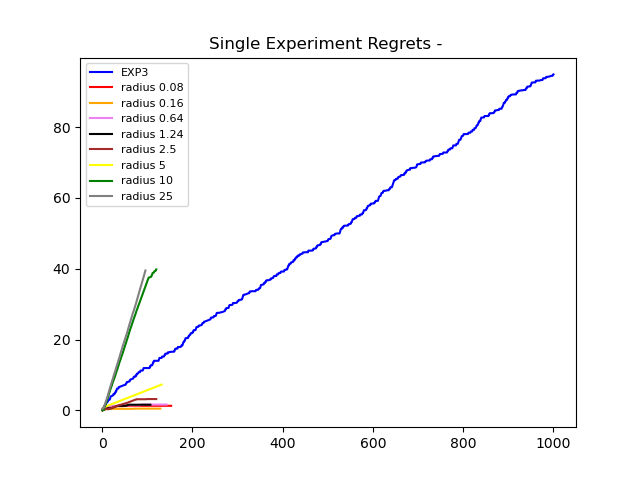 Single Experiment Regrets -
EXP3
radius 0.08
radius 0.16
radius 0.64
radius 1.24
radius 2.5
radius 5
radius 10
radius 25
80
60
40
20
0
0 200 400 600 800 1000